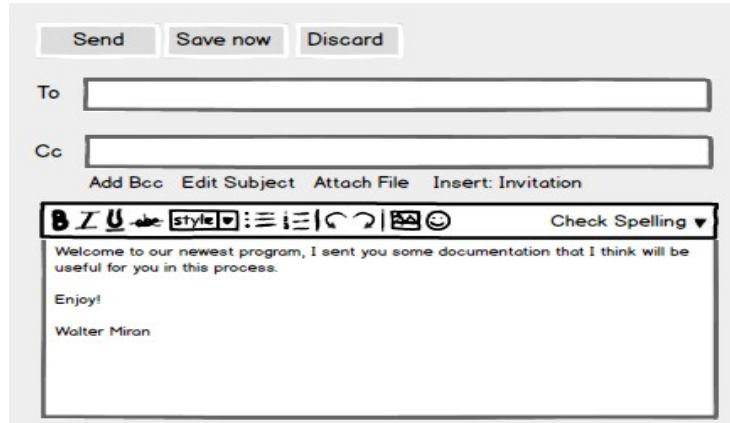 Send Save now Discard
To
Cc
Add Bcc Edit Subject Attach File Insert: Invitation
B I U abc style Check Spelling
Welcome to our newest program, I sent you some documentation that I think will be
useful for you in this process.
Enjoy!
Walter Miran